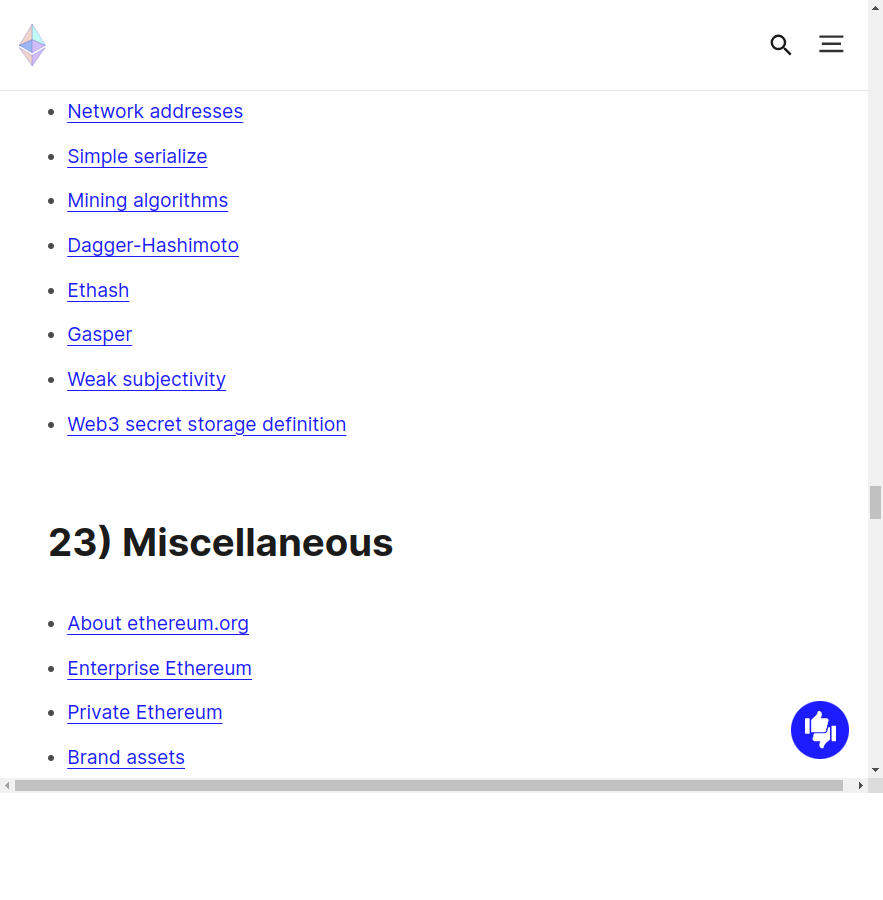 Network addresses
Simple serialize
Mining algorithms
Dagger-Hashimoto
Ethash
Gasper
Weak subjectivity
Web3 secret storage definition
23) Miscellaneous
About ethereum.org
Enterprise Ethereum
Private Ethereum
Brand assets